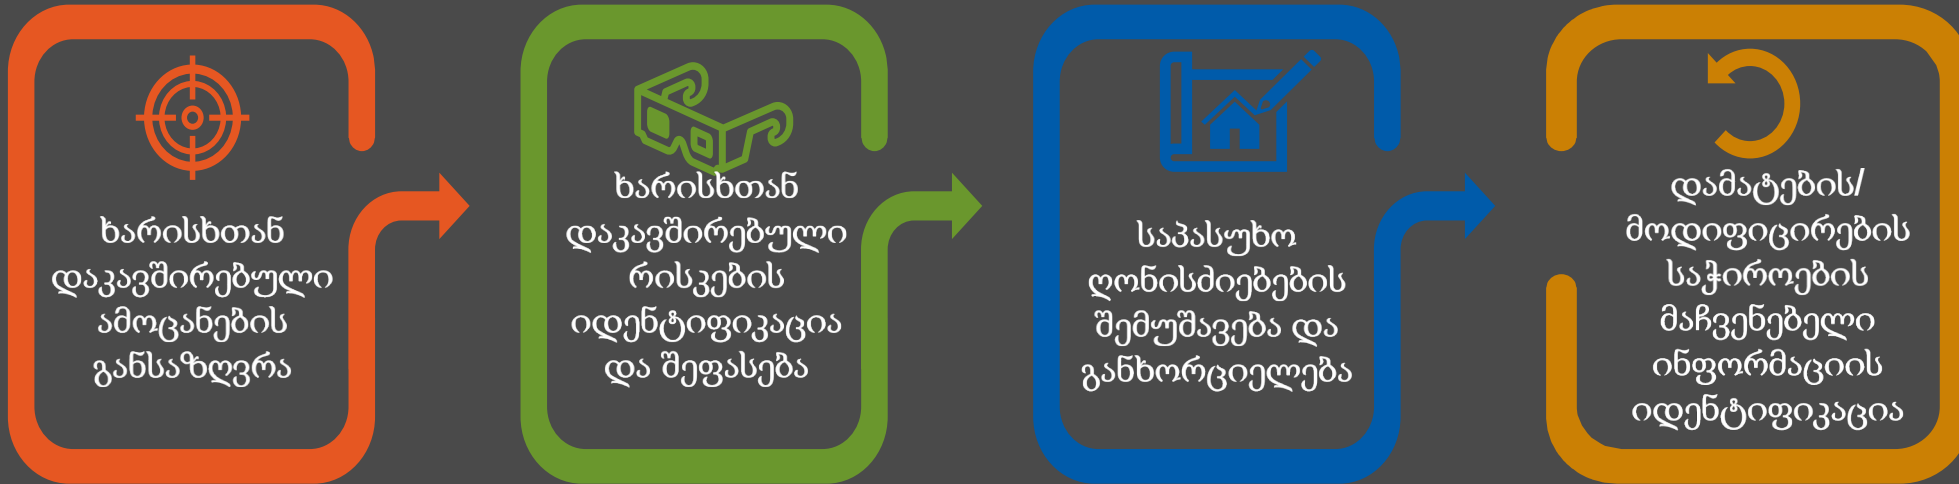 ხარისხთან
დაკავშირებული
ამოცანების
განსაზღვრა
ხარისხთან
დაკავშირებული
რისკების
იდენტიფიკაცია
და შეფასება
საპასუხო
ღონისძიებების
შემუშავება და
განხორციელება
დამატების/
მოდიფიცირების
საჭიროების
მაჩვენებელი
ინფორმაციის
იდენტიფიკაცია